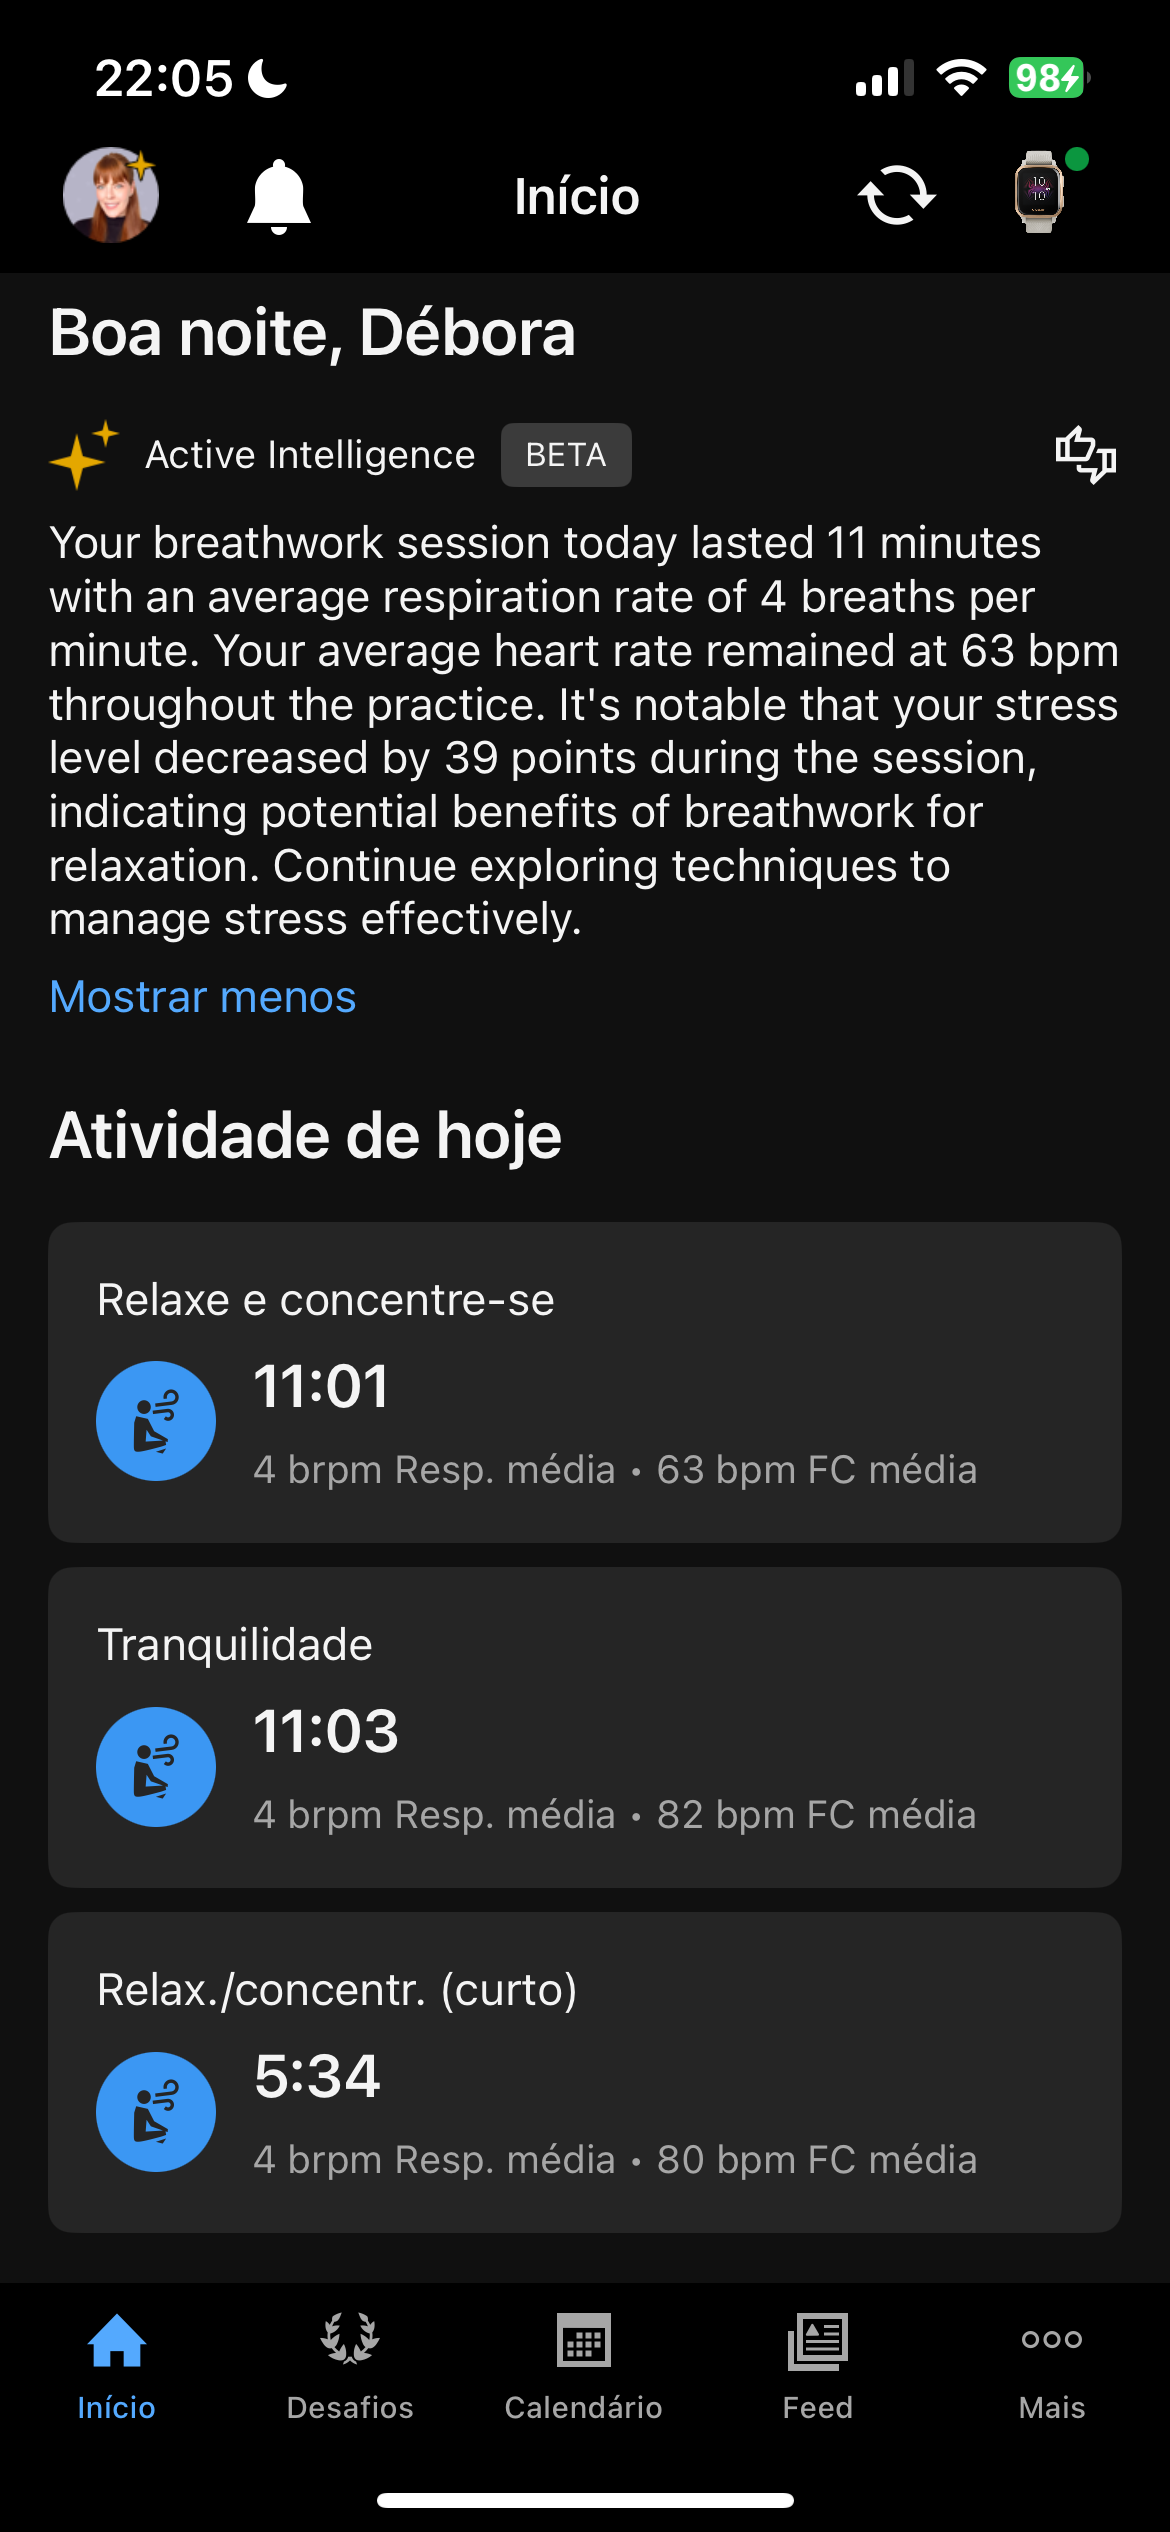 22:05
98
Início
10
10
Boa noite, Débora
Active Intelligence
BETA
Your breathwork session today lasted 11 minutes
with an average respiration rate of 4 breaths per
minute. Your average heart rate remained at 63 bpm
throughout the practice. It's notable that your stress
level decreased by 39 points during the session,
indicating potential benefits of breathwork for
relaxation. Continue exploring techniques to
manage stress effectively.
Mostrar menos
Atividade de hoje
Relaxe e concentre-se
11:01
4 brpm Resp. média • 63 bpm FC média
Tranquilidade
11:03
4 brpm Resp. média • 82 bpm FC média
Relax./concentr. (curto)
5:34
4 brpm Resp. média • 80 bpm FC média
Início
Desafios
Calendário
Feed
Mais